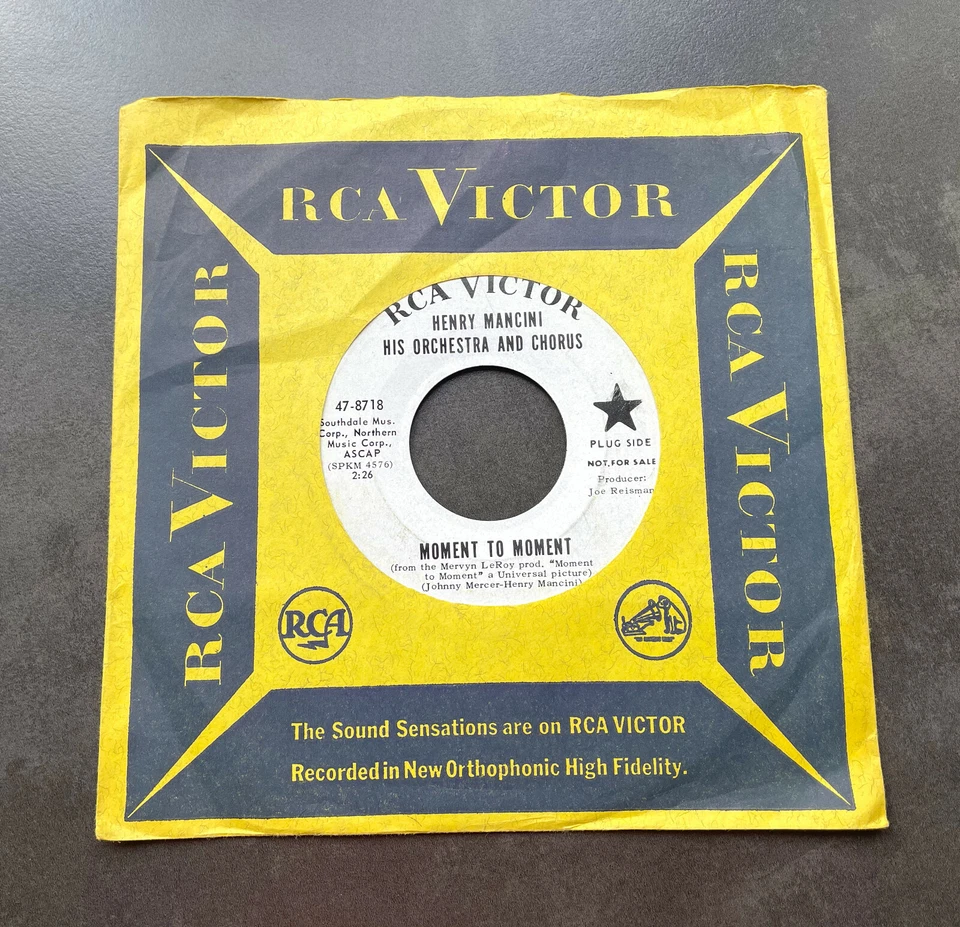 RCA VICTOR
RCA VICTOR
RCA VICTOR
RCA VICTOR
HENRY MANCINI
HIS ORCHESTRA AND CHORUS
47-8718
Southdale Mus.
Corp., Northern
Music Corp.,
ASCAP
(SPKM 4576)
2:26
PLUG SIDE
NOT FOR SALE
Producer:
Joe Reisman
MOMENT TO MOMENT
(from the Mervyn LeRoy prod. "Moment
to Moment" a Universal picture)
(Johnny Mercer-Henry Mancini)
RCA
The Sound Sensations are on RCA VICTOR
Recorded in New Orthophonic High Fidelity.